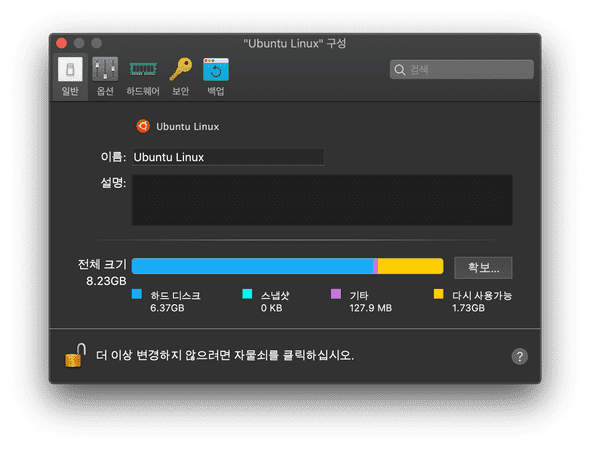 "Ubuntu Linux" 구성
일반 옵션 하드웨어 보안 백업
검색
Ubuntu Linux
이름: Ubuntu Linux
설명:
전체 크기
8.23GB
확보...
하드 디스크 스냅샷 기타 다시 사용가능
6.37GB 0 KB 127.9 MB 1.73GB
더 이상 변경하지 않으려면 자물쇠를 클릭하십시오.
?